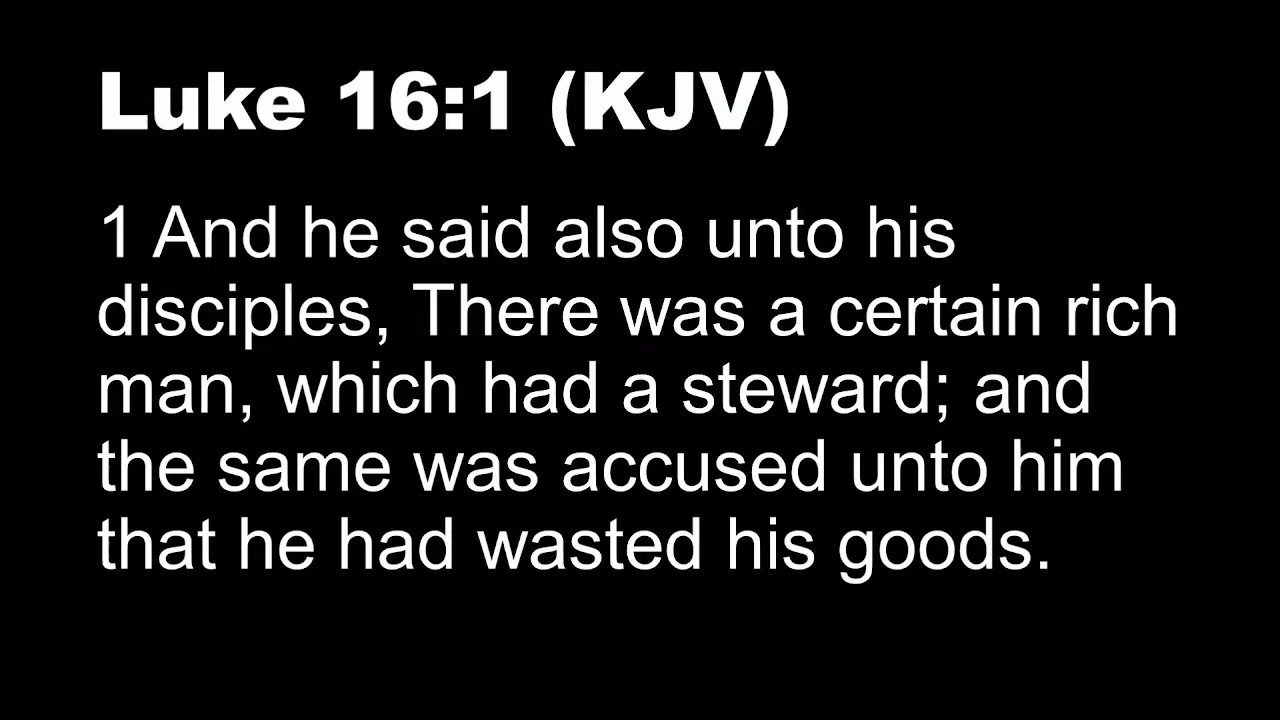 Luke 16:1 (KJV)
1 And he said also unto his
disciples, There was a certain rich
man, which had a steward; and
the same was accused unto him
that he had wasted his goods.